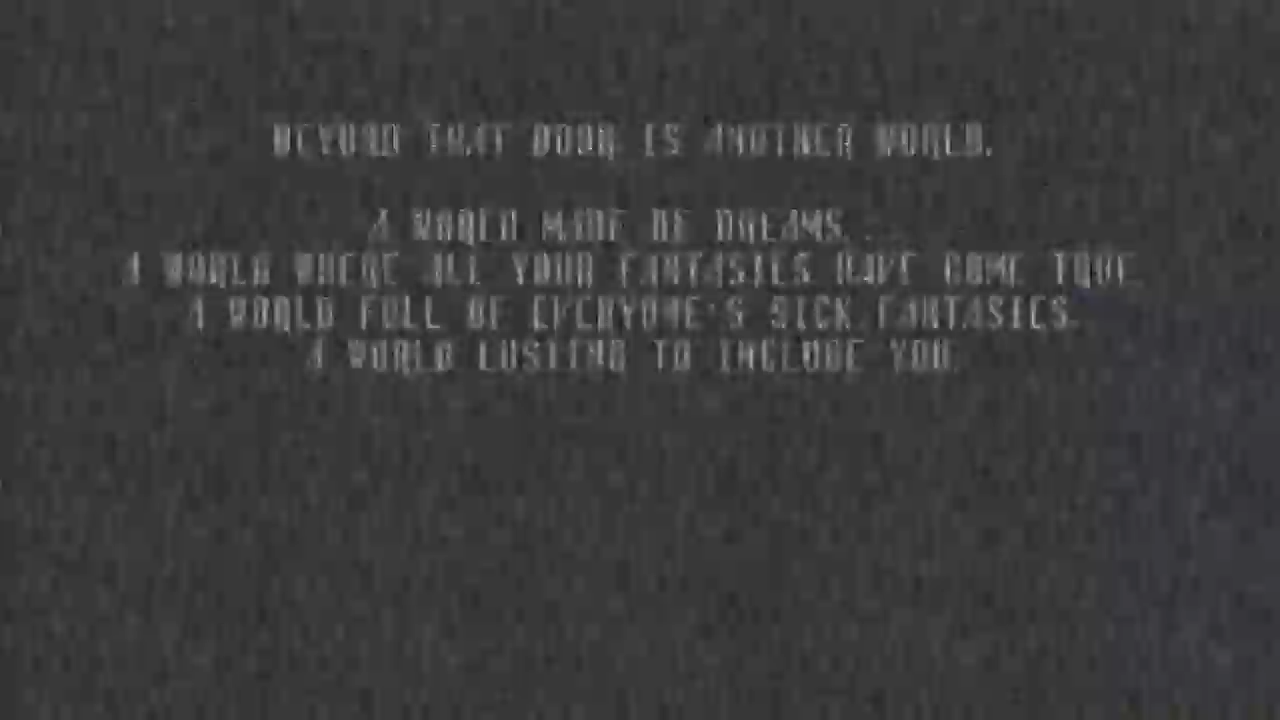 BEYOND THAT DOOR IS ANOTHER WORLD.
A WORLD MADE OF DREAMS...
A WORLD WHERE ALL YOUR FANTASIES HAVE COME TRUE.
A WORLD FULL OF EVERYONE'S SICK FANTASIES.
A WORLD LUSTING TO INCLUDE YOU.